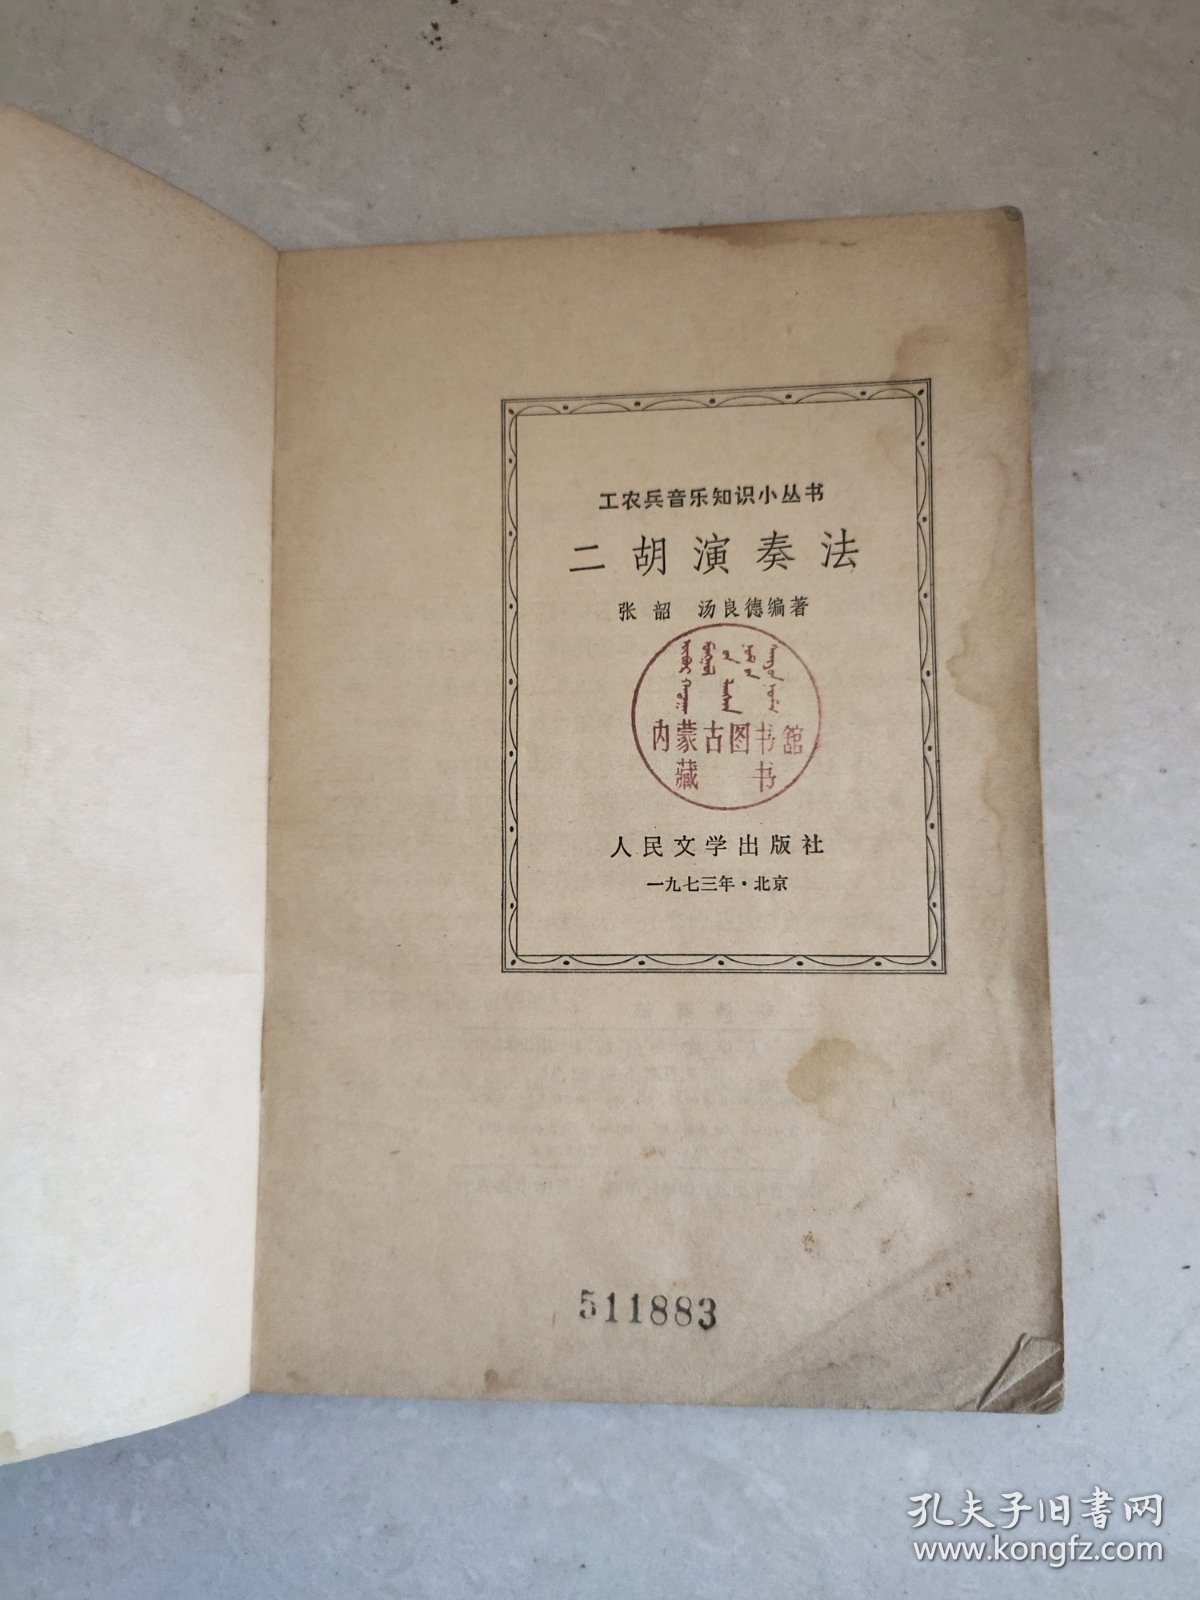 工农兵音乐知识小丛书
二胡演奏法
张韶 汤良德编著
内蒙古图书舘
藏书
人民文学出版社
一九七三年·北京
511883
孔夫子旧书网
www.kongfz.com